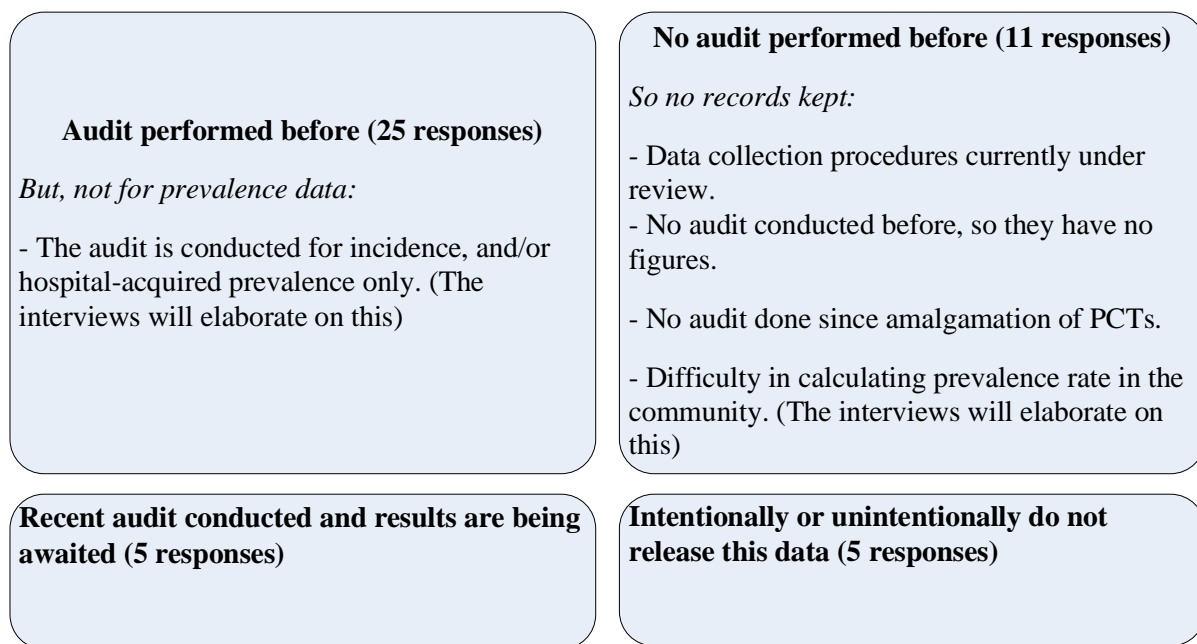 Audit performed before (25 responses)
But, not for prevalence data:
- The audit is conducted for incidence, and/or
hospital-acquired prevalence only. (The
interviews will elaborate on this)
No audit performed before (11 responses)
So no records kept:
- Data collection procedures currently under
review.
- No audit conducted before, so they have no
figures.
- No audit done since amalgamation of PCTs.
- Difficulty in calculating prevalence rate in the
community. (The interviews will elaborate on
this)
Recent audit conducted and results are being
awaited (5 responses)
Intentionally or unintentionally do not
release this data (5 responses)